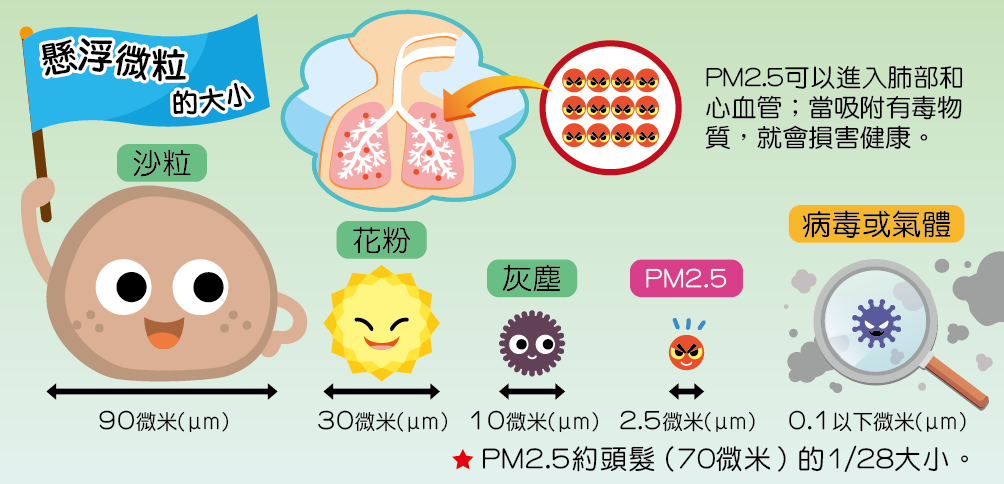 懸浮微粒
的大小
PM2.5可以進入肺部和
心血管；當吸附有毒物
質，就會損害健康。
沙粒
花粉
灰塵
PM2.5
病毒或氣體
90微米(μm)
30微米(μm)
10微米(μm)
2.5微米(μm)
0.1以下微米(μm)
★ PM2.5約頭髮（70微米）的1/28大小。